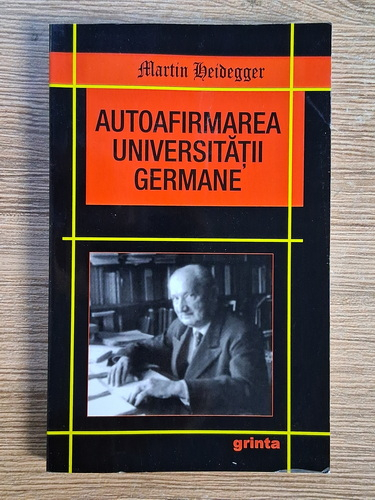 Martin Heidegger
AUTOAFIRMAREA
UNIVERSITĂȚII
GERMANE
grinta